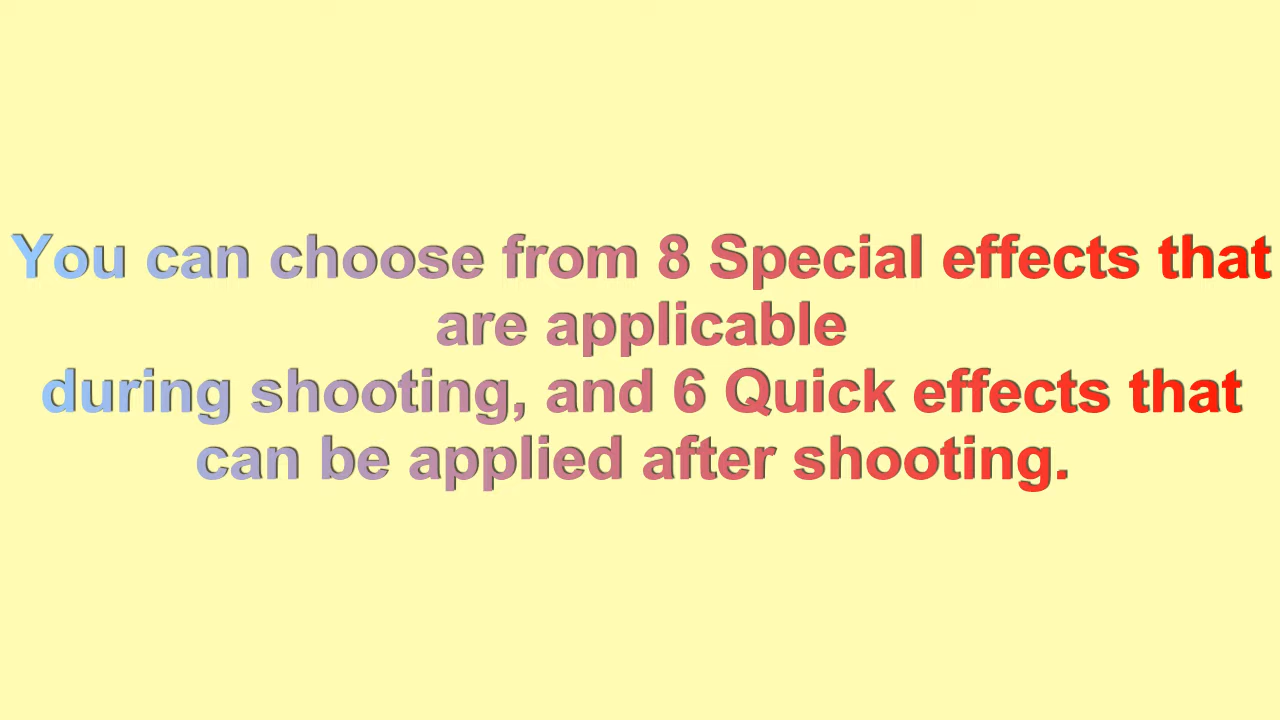 You can choose from 8 Special effects that
are applicable
during shooting, and 6 Quick effects that
can be applied after shooting.